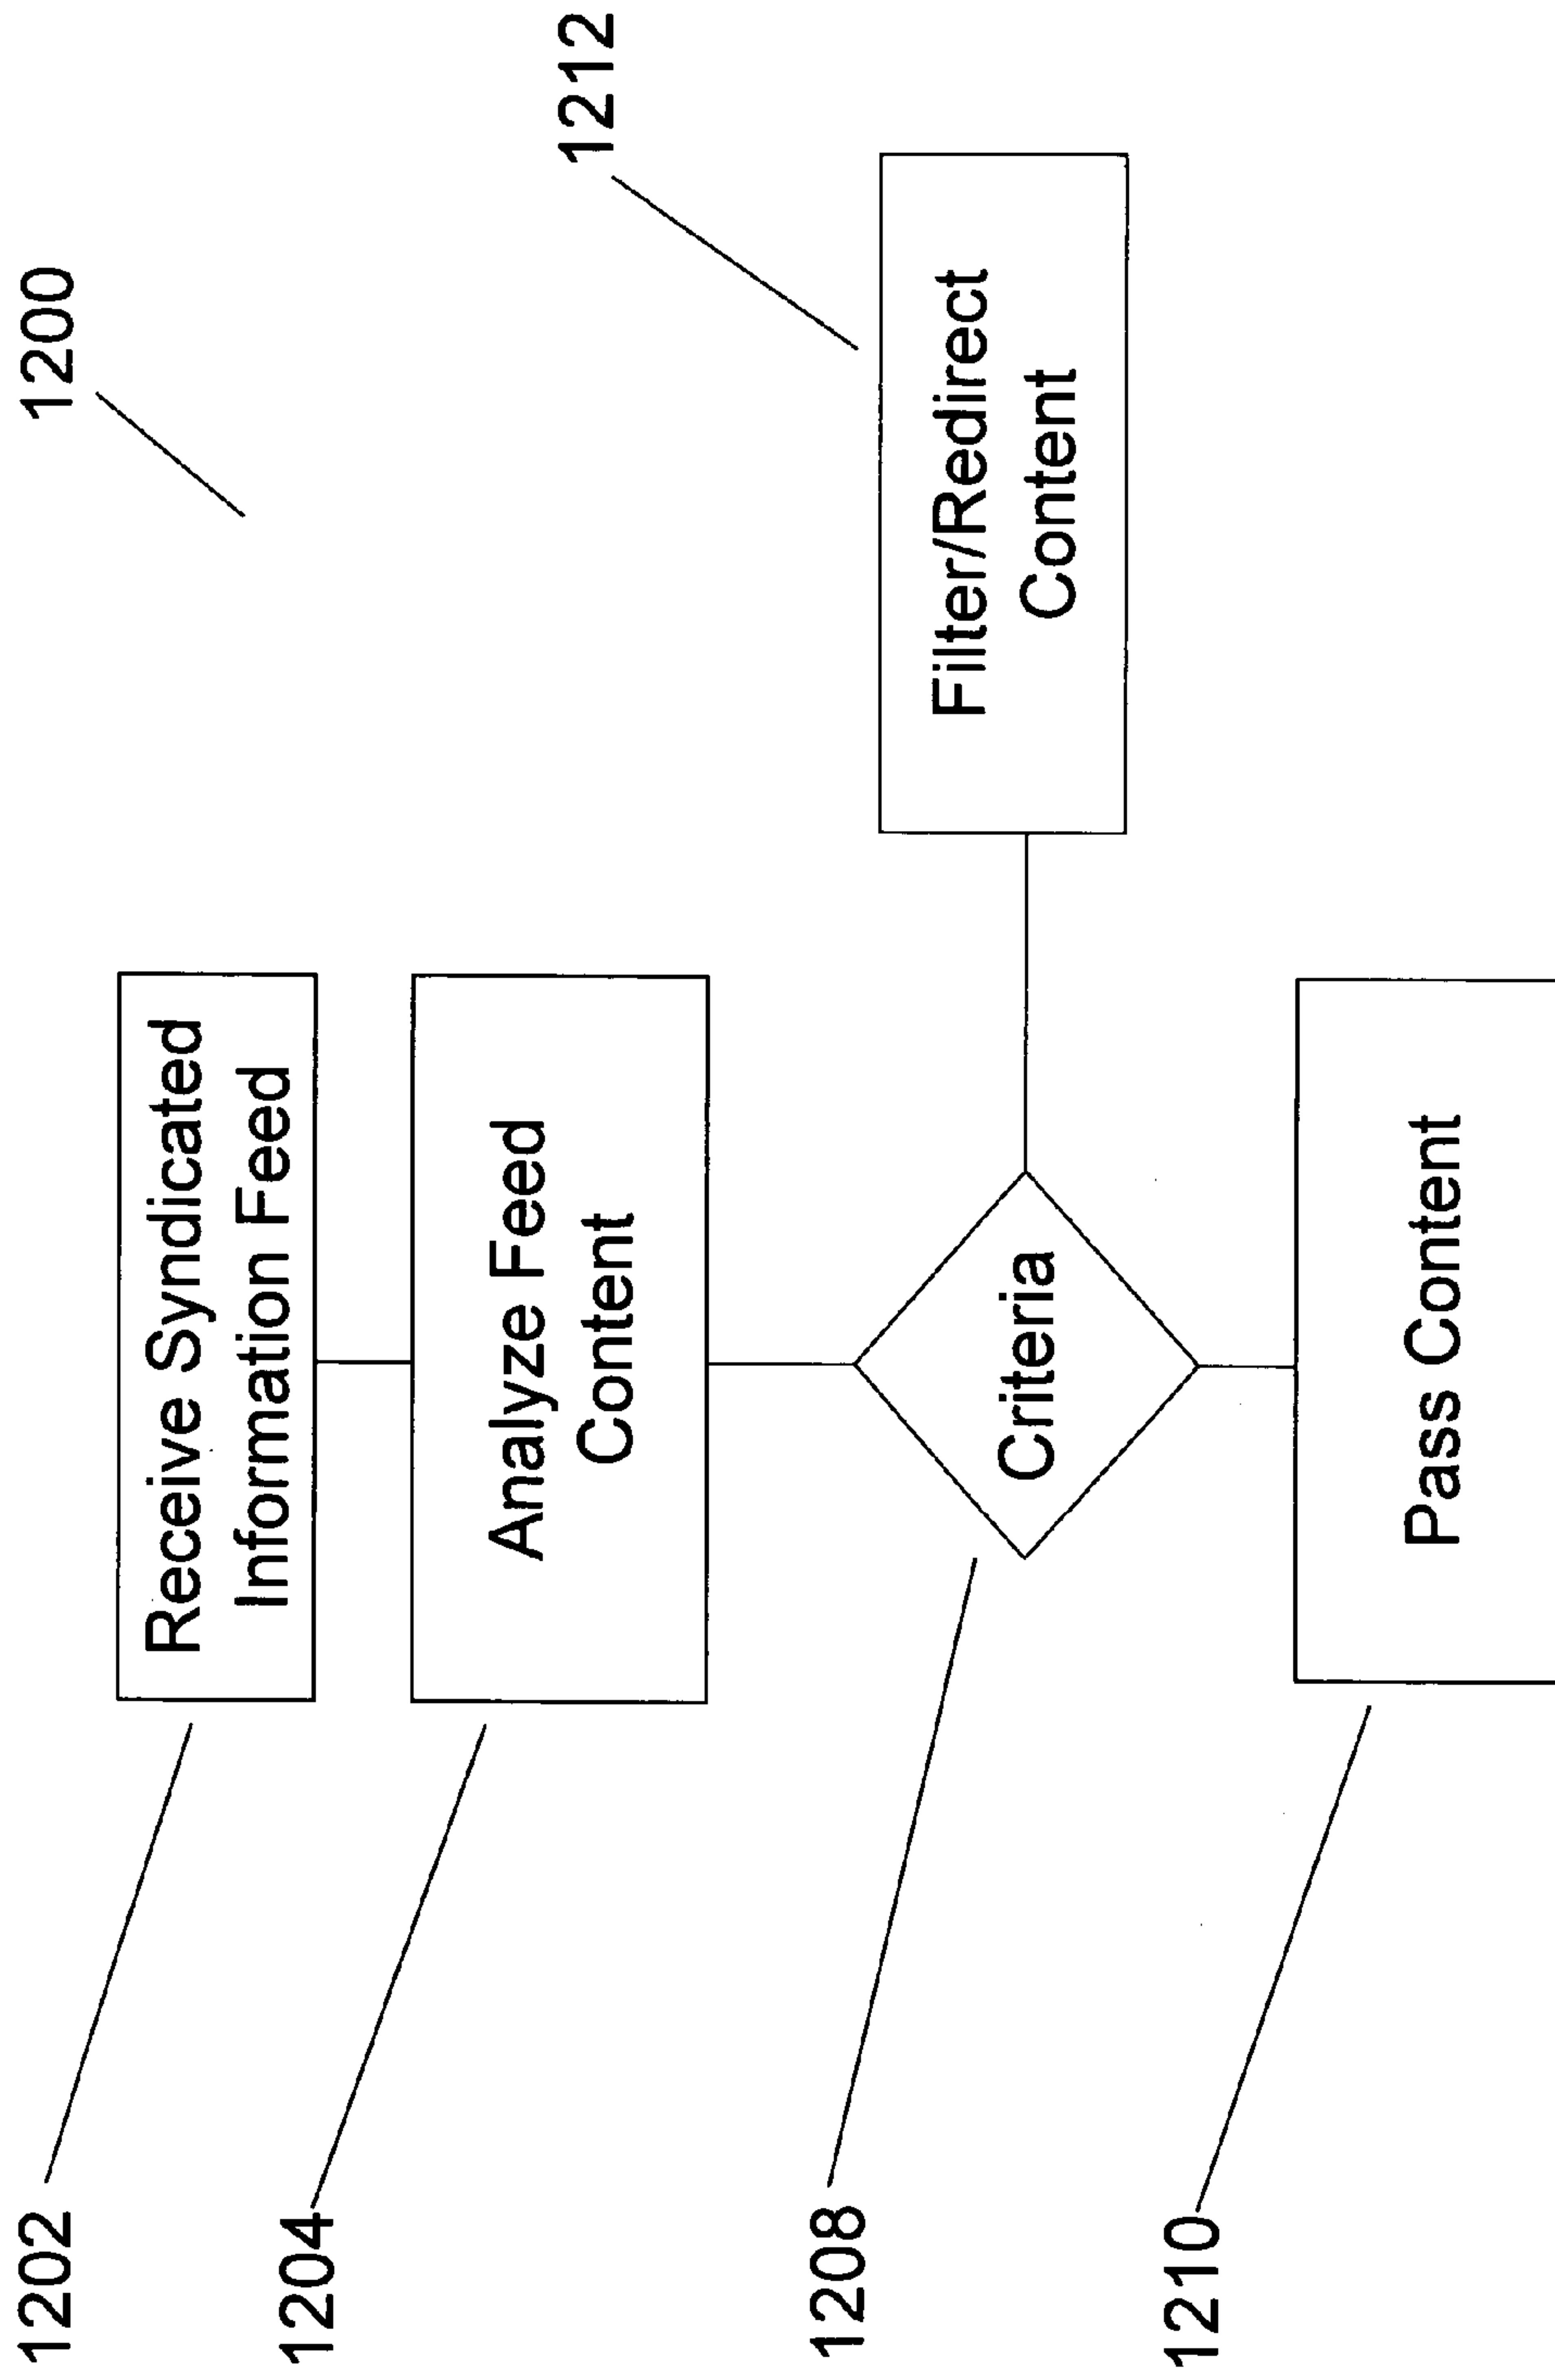 1200
1202
Receive Syndicated
Information Feed
1204
Analyze Feed
Content
1212
Filter/Redirect
Content
1208
Criteria
1210
Pass Content